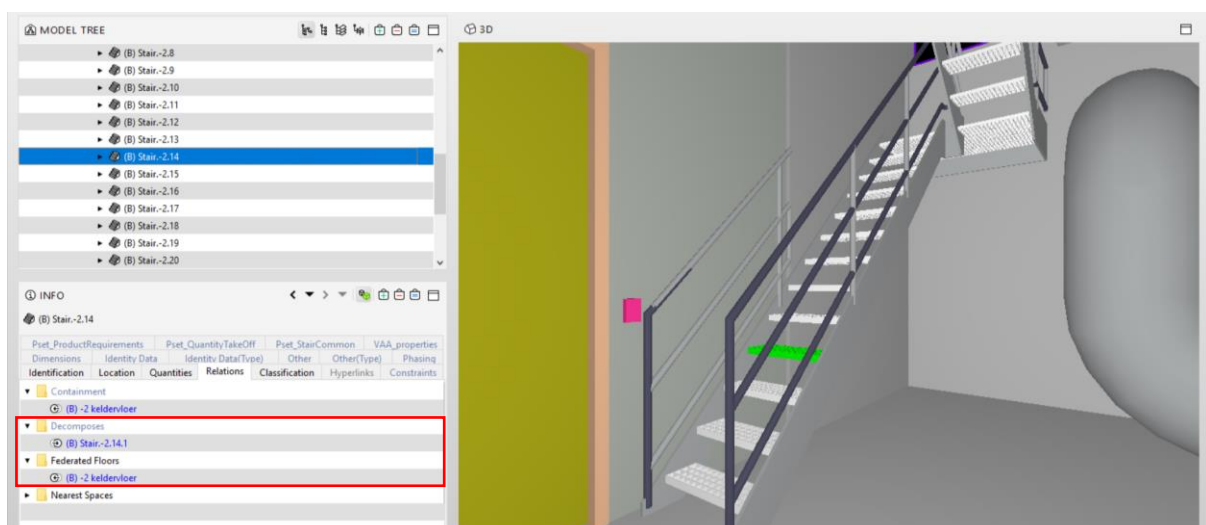 MODEL TREE
(B) Stair.-2.8
(B) Stair.-2.9
(B) Stair.-2.10
(B) Stair.-2.11
(B) Stair.-2.12
(B) Stair.-2.13
(B) Stair.-2.14
(B) Stair.-2.15
(B) Stair.-2.16
(B) Stair.-2.17
(B) Stair.-2.18
(B) Stair.-2.19
(B) Stair.-2.20
INFO
(B) Stair.-2.14
Pset_ProductRequirements Pset_QuantityTakeOff Pset_StairCommon VAA_properties
Dimensions Identity Data Identity Data(Type) Other Other(Type) Phasing
Identification Location Quantities Relations Classification Hyperlinks Constraints
Containment
(B) -2 keldervloer
Decomposes
(B) Stair.-2.14.1
Federated Floors
(B) -2 keldervloer
Nearest Spaces
3D